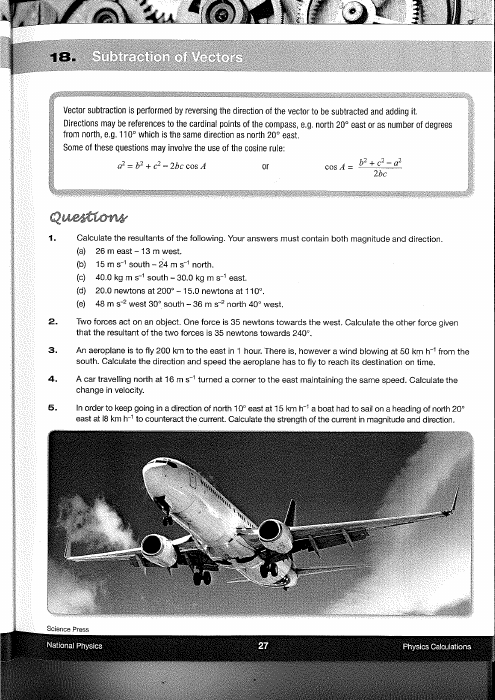 18. Subtraction of Vectors
Vector subtraction is performed by reversing the direction of the vector to be subtracted and adding it.
Directions may be references to the cardinal points of the compass, e.g. north 20° east or as number of degrees
from north, e.g. 110° which is the same direction as north 20° east.
Some of these questions may involve the use of the cosine rule:
a² = b² + c² – 2bc cos A or cos A = (b² + c² – a²) / 2bc
Questions
1. Calculate the resultants of the following. Your answers must contain both magnitude and direction.
(a) 26 m east – 13 m west.
(b) 15 m s⁻¹ south – 24 m s⁻¹ north.
(c) 40.0 kg m s⁻¹ south – 30.0 kg m s⁻¹ east.
(d) 20.0 newtons at 200° – 15.0 newtons at 110°.
(e) 48 m s⁻² west 30° south – 36 m s⁻² north 40° west.
2. Two forces act on an object. One force is 35 newtons towards the west. Calculate the other force given
that the resultant of the two forces is 35 newtons towards 240°.
3. An aeroplane is to fly 200 km to the east in 1 hour. There is, however a wind blowing at 50 km h⁻¹ from the
south. Calculate the direction and speed the aeroplane has to fly to reach its destination on time.
4. A car travelling north at 16 m s⁻¹ turned a corner to the east maintaining the same speed. Calculate the
change in velocity.
5. In order to keep going in a direction of north 10° east at 15 km h⁻¹ a boat had to sail on a heading of north 20°
east at 18 km h⁻¹ to counteract the current. Calculate the strength of the current in magnitude and direction.
Science Press
National Physics 27 Physics Calculations